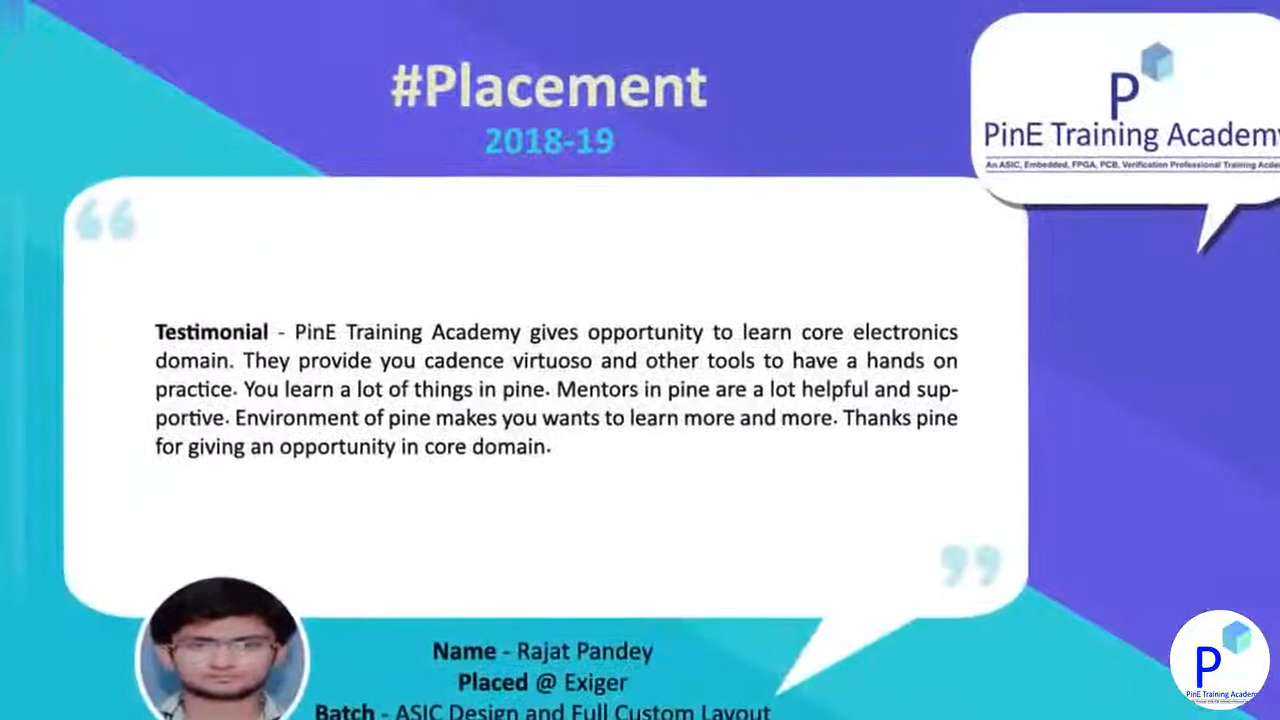 #Placement
2018-19
P
PinE Training Academy
An ASIC, Embedded, FPGA, PCB, Verification Professional Training
Testimonial - PinE Training Academy gives opportunity to learn core electronics
domain. They provide you cadence virtuoso and other tools to have a hands on
practice. You learn a lot of things in pine. Mentors in pine are a lot helpful and sup-
portive. Environment of pine makes you wants to learn more and more. Thanks pine
for giving an opportunity in core domain.
Name - Rajat Pandey
Placed @ Exiger
Batch - ASIC Design and Full Custom Layout
P
PinE Training Academy